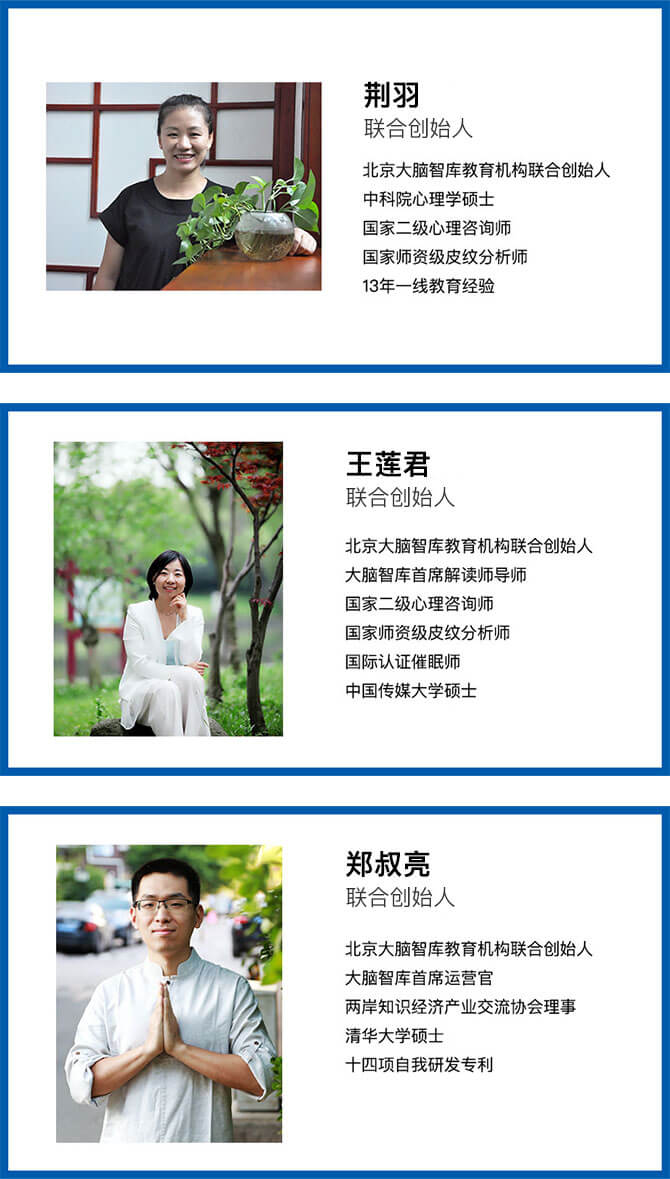 荆羽
联合创始人
北京大脑智库教育机构联合创始人
中科院心理学硕士
国家二级心理咨询师
国家师资级皮纹分析师
13年一线教育经验
王莲君
联合创始人
北京大脑智库教育机构联合创始人
大脑智库首席解读师导师
国家二级心理咨询师
国家师资级皮纹分析师
国际认证催眠师
中国传媒大学硕士
郑叔亮
联合创始人
北京大脑智库教育机构联合创始人
大脑智库首席运营官
两岸知识经济产业交流协会理事
清华大学硕士
十四项自我研发专利